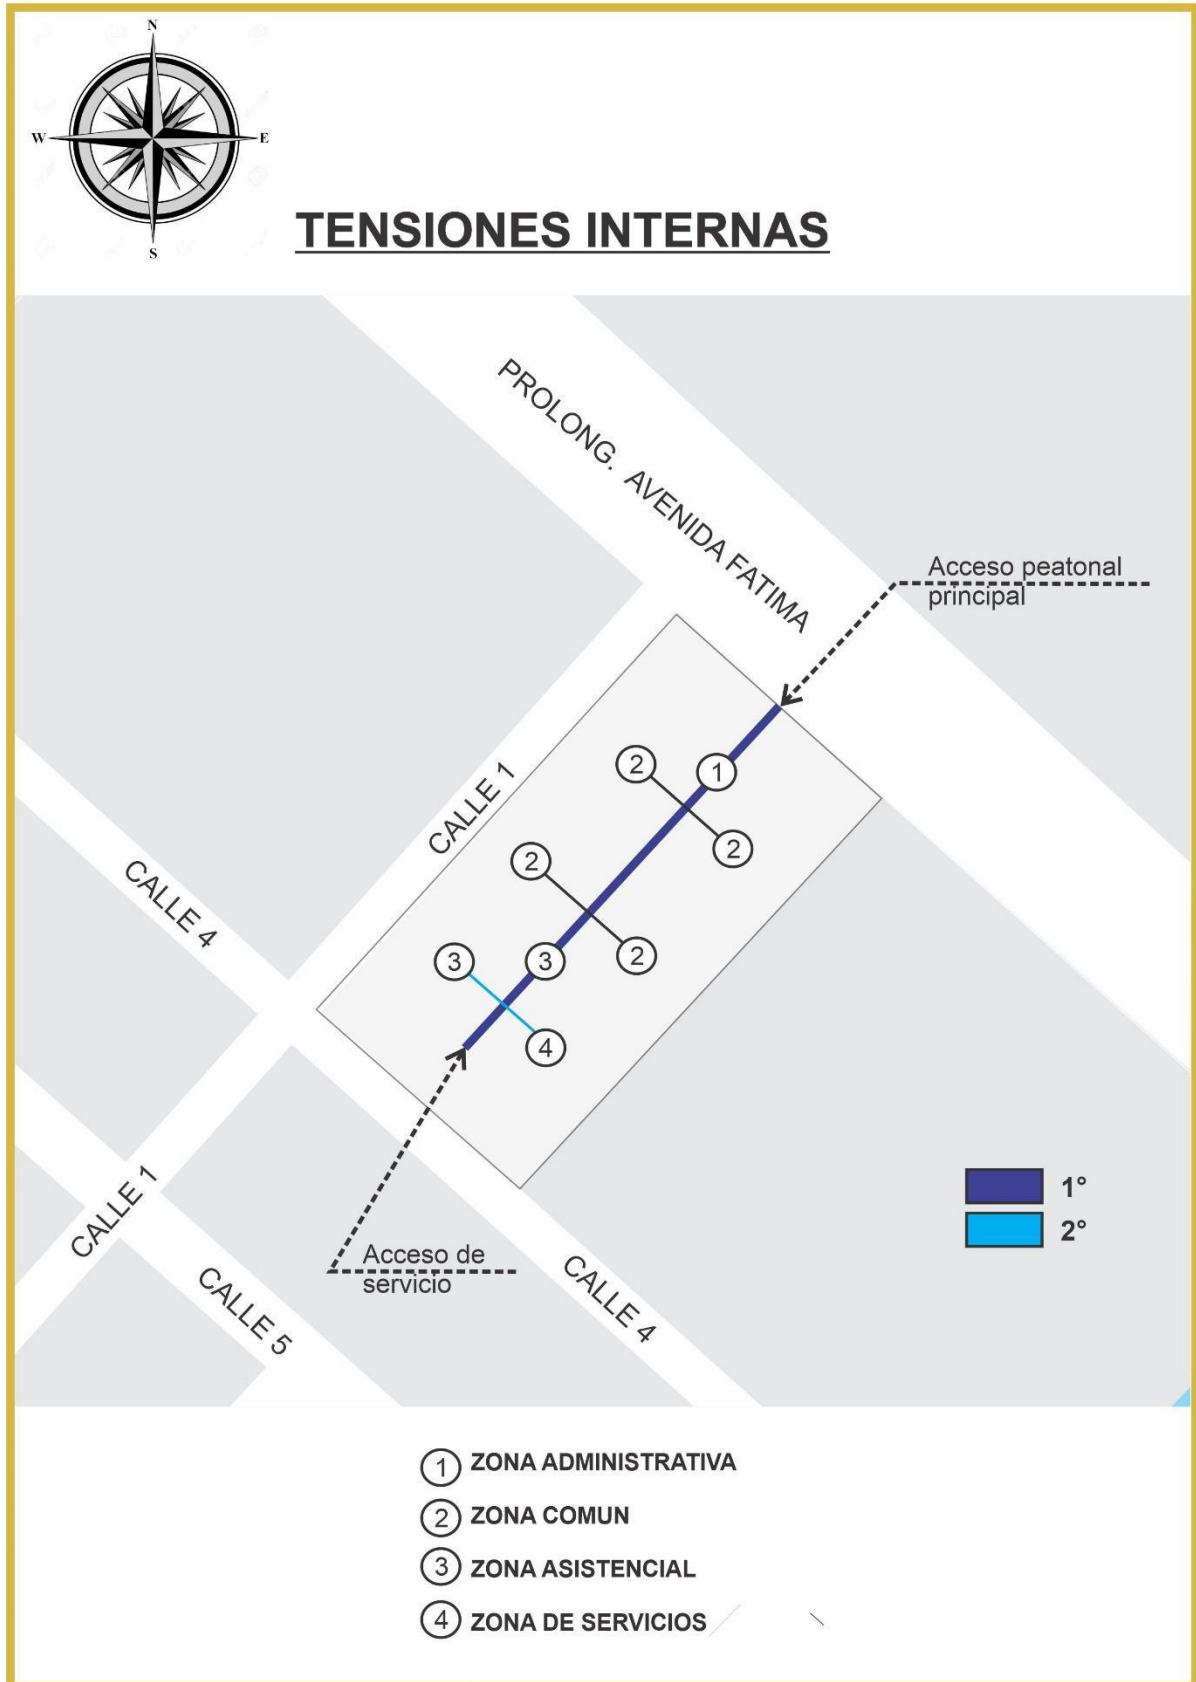 N
W
E
S
TENSIONES INTERNAS
PROLONG. AVENIDA FATIMA
Acceso peatonal
principal
1
2
2
CALLE 1
2
2
CALLE 4
3
3
4
CALLE 1
1°
2°
Acceso de
servicio
CALLE 4
CALLE 5
1 ZONA ADMINISTRATIVA
2 ZONA COMUN
3 ZONA ASISTENCIAL
4 ZONA DE SERVICIOS